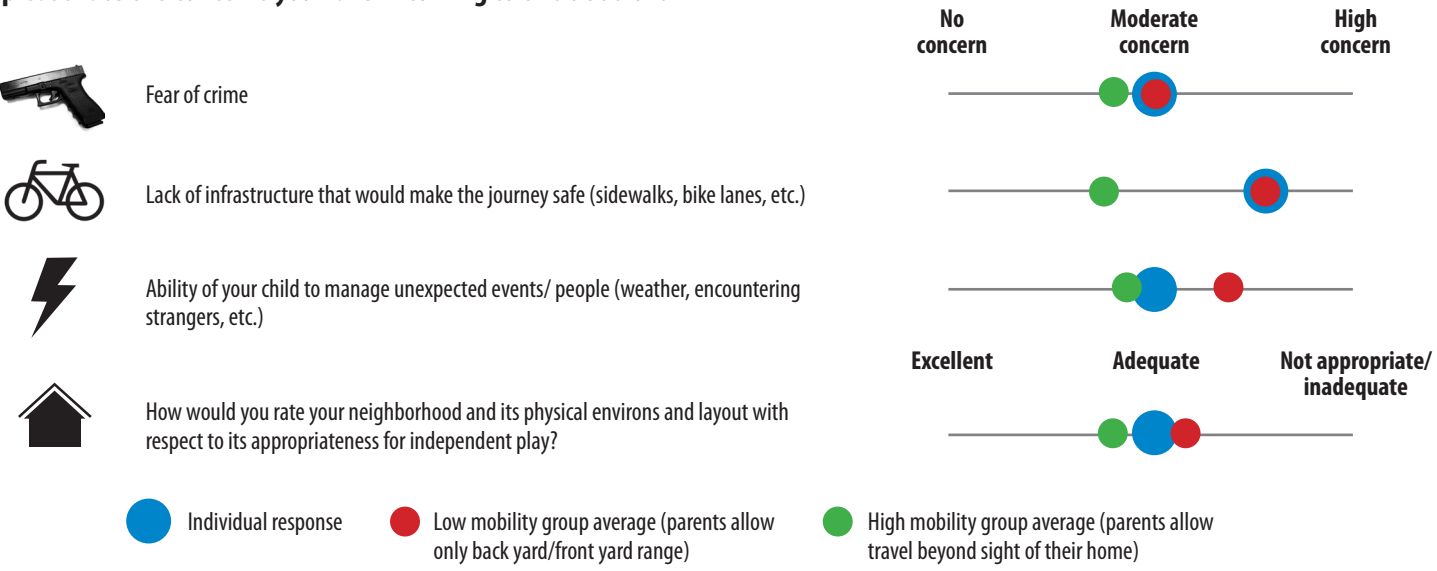 No concern
Moderate concern
High concern
Fear of crime
Lack of infrastructure that would make the journey safe (sidewalks, bike lanes, etc.)
Ability of your child to manage unexpected events/ people (weather, encountering
strangers, etc.)
Excellent
Adequate
Not appropriate/
inadequate
How would you rate your neighborhood and its physical environs and layout with
respect to its appropriateness for independent play?
Individual response
Low mobility group average (parents allow
only back yard/front yard range)
High mobility group average (parents allow
travel beyond sight of their home)